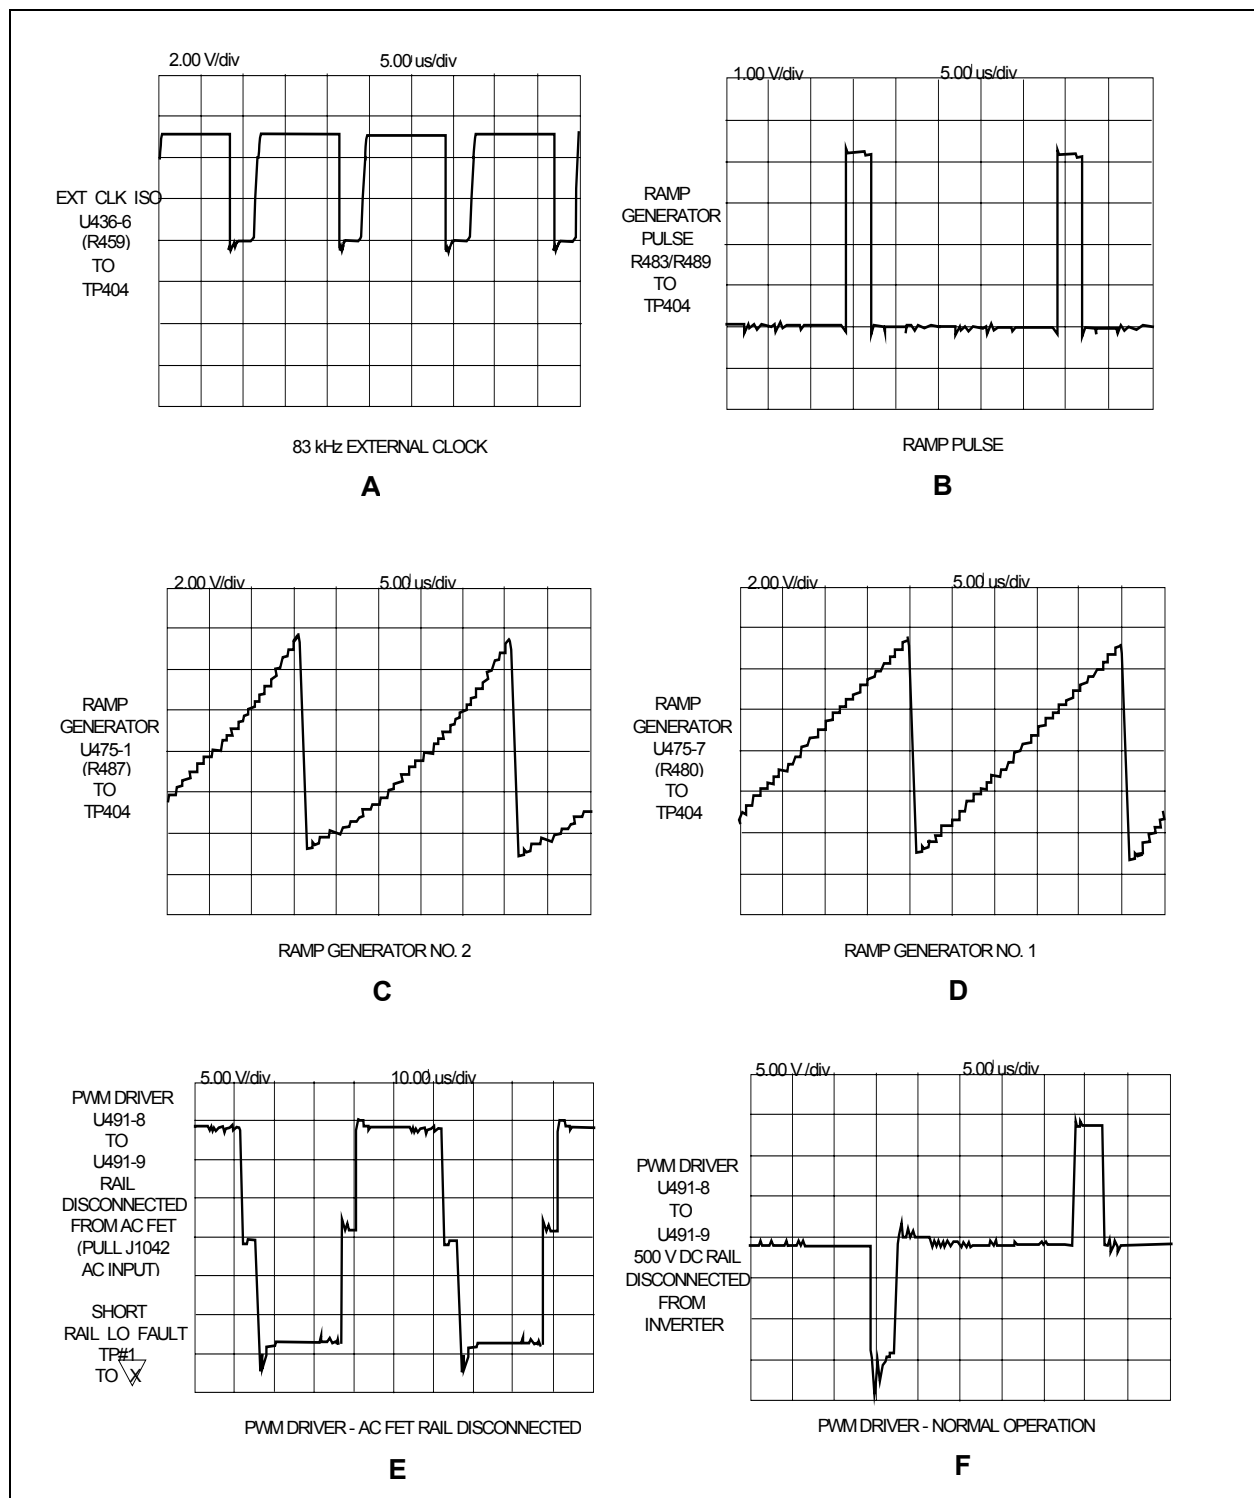 2.00 V/div 5.00 us/div
EXT CLK ISO
U436-6
(R459)
TO
TP404
83 kHz EXTERNAL CLOCK
A
1.00 V/div 5.00 us/div
RAMP
GENERATOR
PULSE
R483/R489
TO
TP404
RAMP PULSE
B
2.00 V/div 5.00 us/div
RAMP
GENERATOR
U475-1
(R487)
TO
TP404
RAMP GENERATOR NO. 2
C
2.00 V/div 5.00 us/div
RAMP
GENERATOR
U475-7
(R480)
TO
TP404
RAMP GENERATOR NO. 1
D
5.00 V/div 10.00 us/div
PWM DRIVER
U491-8
TO
U491-9
RAIL
DISCONNECTED
FROM AC FET
(PULL J1042
AC INPUT)
SHORT
RAIL LO FAULT
TP#1
TO X
PWM DRIVER - AC FET RAIL DISCONNECTED
E
5.00 V /div 5.00 us/div
PWM DRIVER
U491-8
TO
U491-9
500 V DC RAIL
DISCONNECTED
FROM
INVERTER
PWM DRIVER - NORMAL OPERATION
F